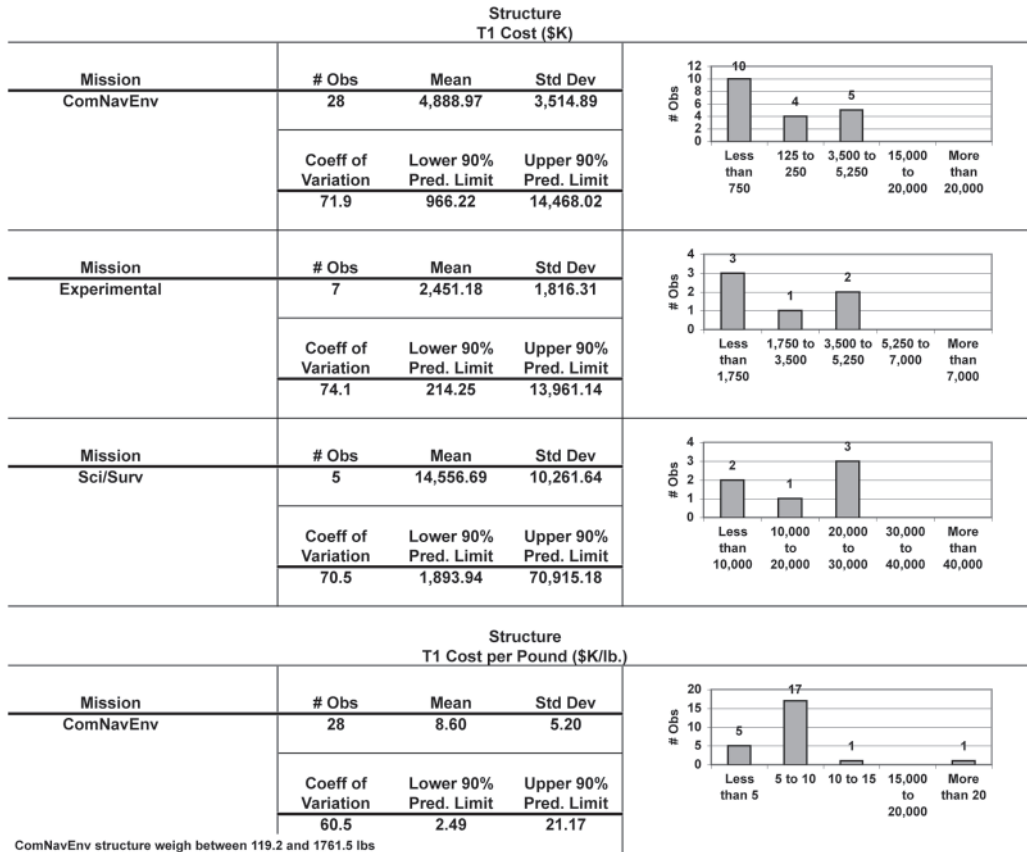 Structure
T1 Cost ($K)
Mission # Obs Mean Std Dev
ComNavEnv 28 4,888.97 3,514.89
Coeff of Lower 90% Upper 90%
Variation Pred. Limit Pred. Limit
71.9 966.22 14,468.02
# Obs
12
10
8
6
4
2
0
10 4 5
Less 125 to 3,500 to 15,000 More
than 250 5,250 to than
750 20,000 20,000
Mission # Obs Mean Std Dev
Experimental 7 2,451.18 1,816.31
Coeff of Lower 90% Upper 90%
Variation Pred. Limit Pred. Limit
74.1 214.25 13,961.14
# Obs
4
3
2
1
0
3 1 2
Less 1,750 to 3,500 to 5,250 to More
than 3,500 5,250 7,000 than
1,750 7,000
Mission # Obs Mean Std Dev
Sci/Surv 5 14,556.69 10,261.64
Coeff of Lower 90% Upper 90%
Variation Pred. Limit Pred. Limit
70.5 1,893.94 70,915.18
# Obs
4
3
2
1
0
2 1 3
Less 10,000 20,000 30,000 More
than to to to than
10,000 20,000 30,000 40,000 40,000
Structure
T1 Cost per Pound ($K/lb.)
Mission # Obs Mean Std Dev
ComNavEnv 28 8.60 5.20
Coeff of Lower 90% Upper 90%
Variation Pred. Limit Pred. Limit
60.5 2.49 21.17
# Obs
20
15
10
5
0
5 17 1 1
Less 5 to 10 10 to 15 15,000 More
than 5 to than 20
20,000
ComNavEnv structure weigh between 119.2 and 1761.5 lbs